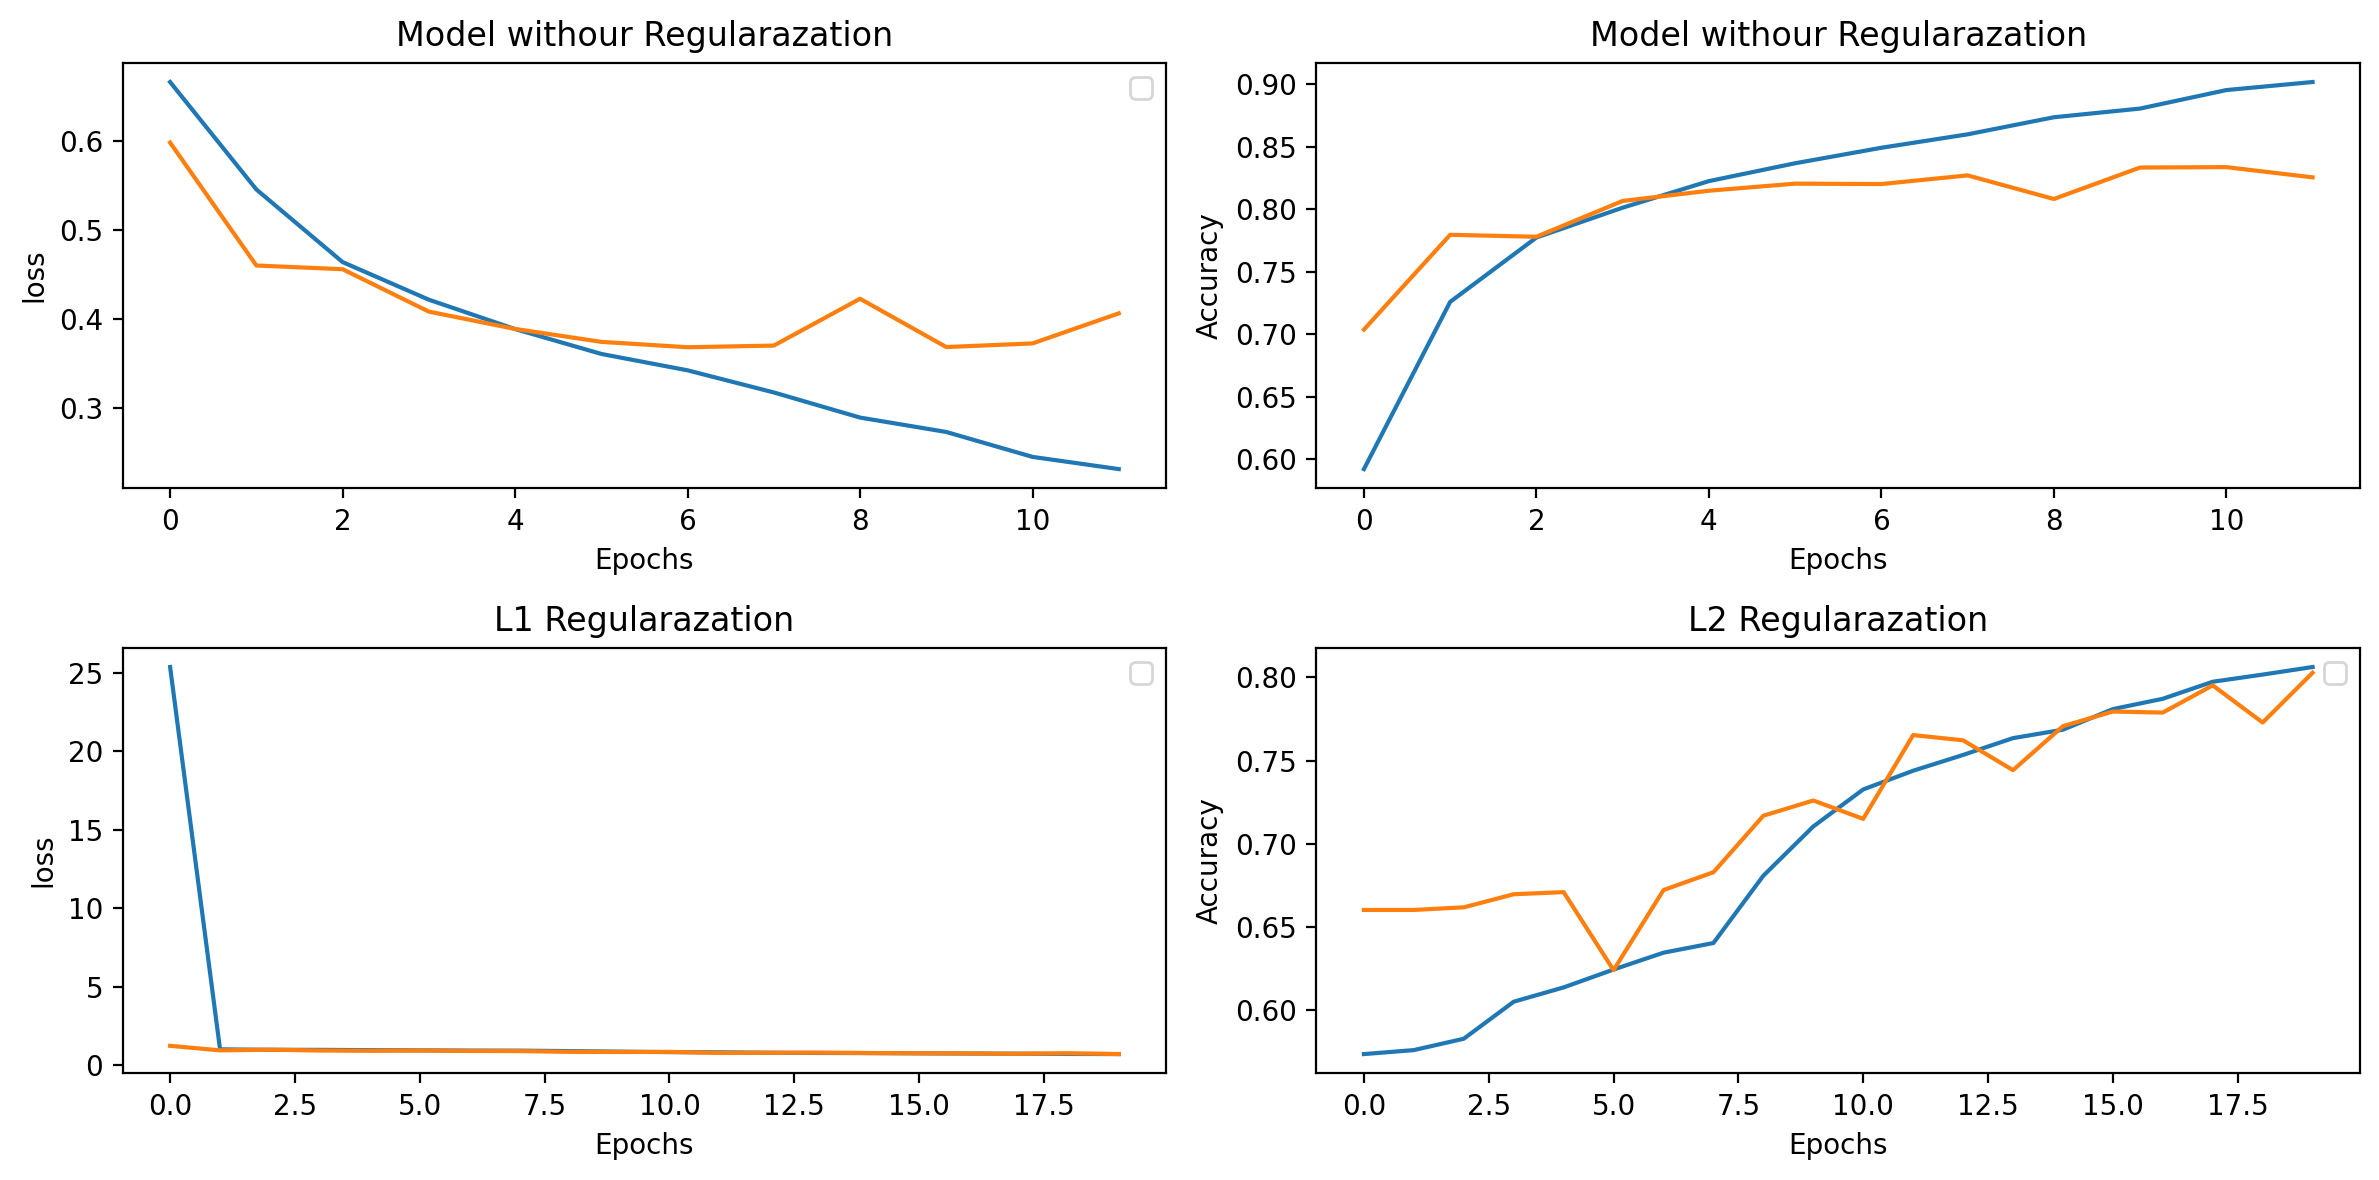 Model withour Regularazation
0.6
0.5
0.4
0.3
loss
0 2 4 6 8 10
Epochs
Model withour Regularazation
0.90
0.85
0.80
0.75
0.70
0.65
0.60
Accuracy
0 2 4 6 8 10
Epochs
L1 Regularazation
25
20
15
10
5
0
loss
0.0 2.5 5.0 7.5 10.0 12.5 15.0 17.5
Epochs
L2 Regularazation
0.80
0.75
0.70
0.65
0.60
Accuracy
0.0 2.5 5.0 7.5 10.0 12.5 15.0 17.5
Epochs